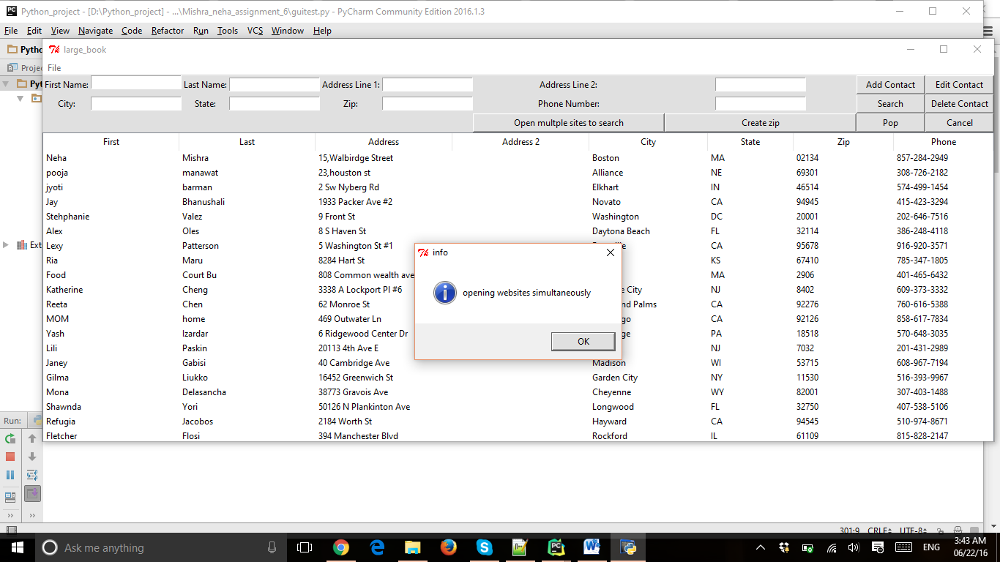 Python_project - [D:\Python_project] - ...\Mishra_neha_assignment_6\guitest.py - PyCharm Community Edition 2016.1.3
File Edit View Navigate Code Refactor Run Tools VCS Window Help
Pytho
large_book
File
Projec
Pyt
First Name: Last Name: Address Line 1: Address Line 2: Add Contact Edit Contact
City: State: Zip: Phone Number: Search Delete Contact
Open multple sites to search Create zip Pop Cancel
First Last Address Address 2 City State Zip Phone
Neha Mishra 15,Walbirdge Street Boston MA 02134 857-284-2949
pooja manawat 23,houston st Alliance NE 69301 308-726-2182
jyoti barman 2 Sw Nyberg Rd Elkhart IN 46514 574-499-1454
Jay Bhanushali 1933 Packer Ave #2 Novato CA 94945 415-423-3294
Stehphanie Valez 9 Front St Washington DC 20001 202-646-7516
Alex Oles 8 S Haven St Daytona Beach FL 32114 386-248-4118
Ext
Lexy Patterson 5 Washington St #1 CA 95678 916-920-3571
Ria Maru 8284 Hart St KS 67410 785-347-1805
Food Court Bu 808 Common wealth ave MA 2906 401-465-6432
Katherine Cheng 3338 A Lockport Pl #6 City NJ 8402 609-373-3332
Reeta Chen 62 Monroe St nd Palms CA 92276 760-616-5388
MOM home 469 Outwater Ln go CA 92126 858-617-7834
Yash Izardar 6 Ridgewood Center Dr ge PA 18518 570-648-3035
Lili Paskin 20113 4th Ave E NJ 7032 201-431-2989
Janey Gabisi 40 Cambridge Ave Madison WI 53715 608-967-7194
Gilma Liukko 16452 Greenwich St Garden City NY 11530 516-393-9967
Mona Delasancha 38773 Gravois Ave Cheyenne WY 82001 307-403-1488
Shawnda Yori 50126 N Plankinton Ave Longwood FL 32750 407-538-5106
Refugia Jacobos 2184 Worth St Hayward CA 94545 510-974-8671
Fletcher Flosi 394 Manchester Blvd Rockford IL 61109 815-828-2147
info
opening websites simultaneously
OK
Run:
301:9 CRLF UTF-8
Ask me anything
ENG
3:43 AM
06/22/16